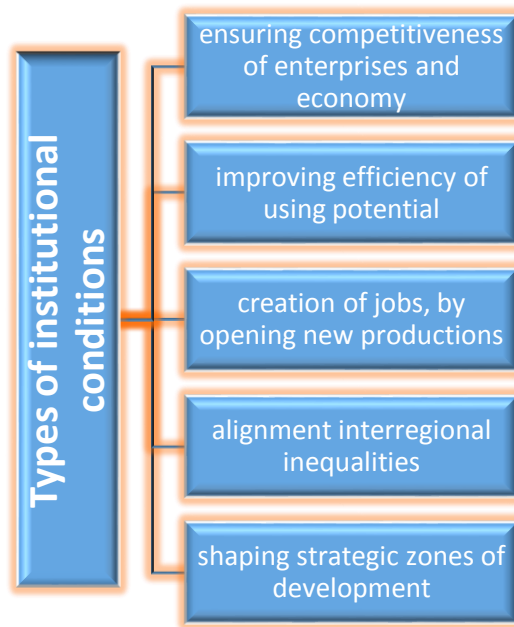 Types of institutional
conditions
ensuring competitiveness
of enterprises and
economy
improving efficiency of
using potential
creation of jobs, by
opening new productions
alignment interregional
inequalities
shaping strategic zones of
development